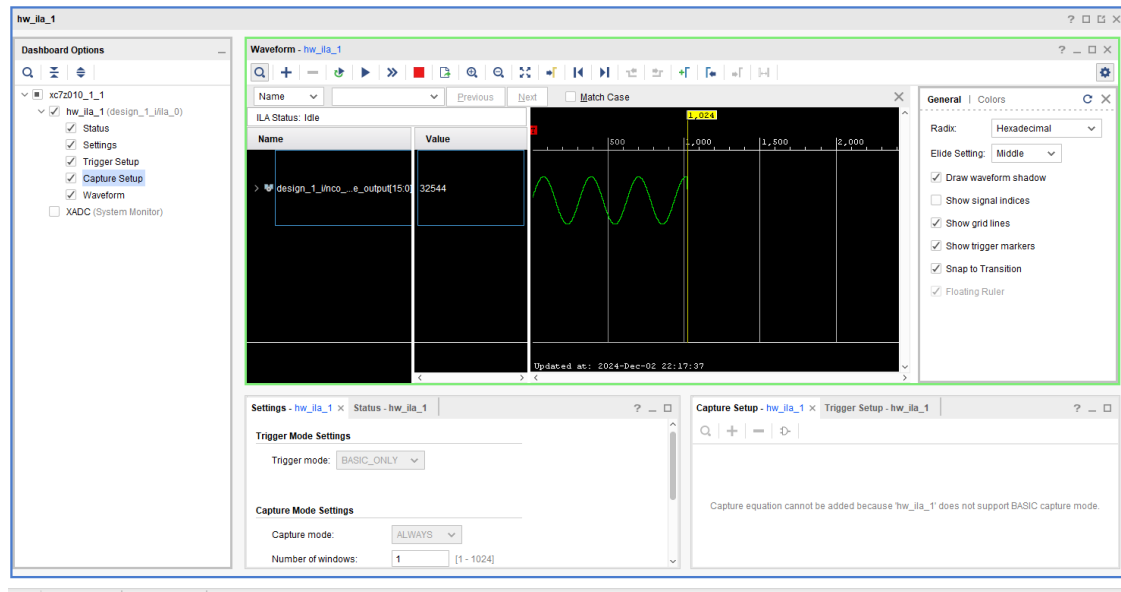 hw_ila_1
Dashboard Options
xc7z010_1_1
hw_ila_1 (design_1_i/ila_0)
Status
Settings
Trigger Setup
Capture Setup
Waveform
XADC (System Monitor)
Waveform - hw_ila_1
Name
Previous
Next
Match Case
ILA Status: Idle
Name Value
design_1_i/nco_...e_output[15:0] 32544
1,024
500 1,000 1,500 2,000
Updated at: 2024-Dec-02 22:17:37
General | Colors
Radix: Hexadecimal
Elide Setting: Middle
Draw waveform shadow
Show signal indices
Show grid lines
Show trigger markers
Snap to Transition
Floating Ruler
Settings - hw_ila_1 Status - hw_ila_1
Trigger Mode Settings
Trigger mode: BASIC_ONLY
Capture Mode Settings
Capture mode: ALWAYS
Number of windows: 1 [1 - 1024]
Capture Setup - hw_ila_1 Trigger Setup - hw_ila_1
Capture equation cannot be added because 'hw_ila_1' does not support BASIC capture mode.